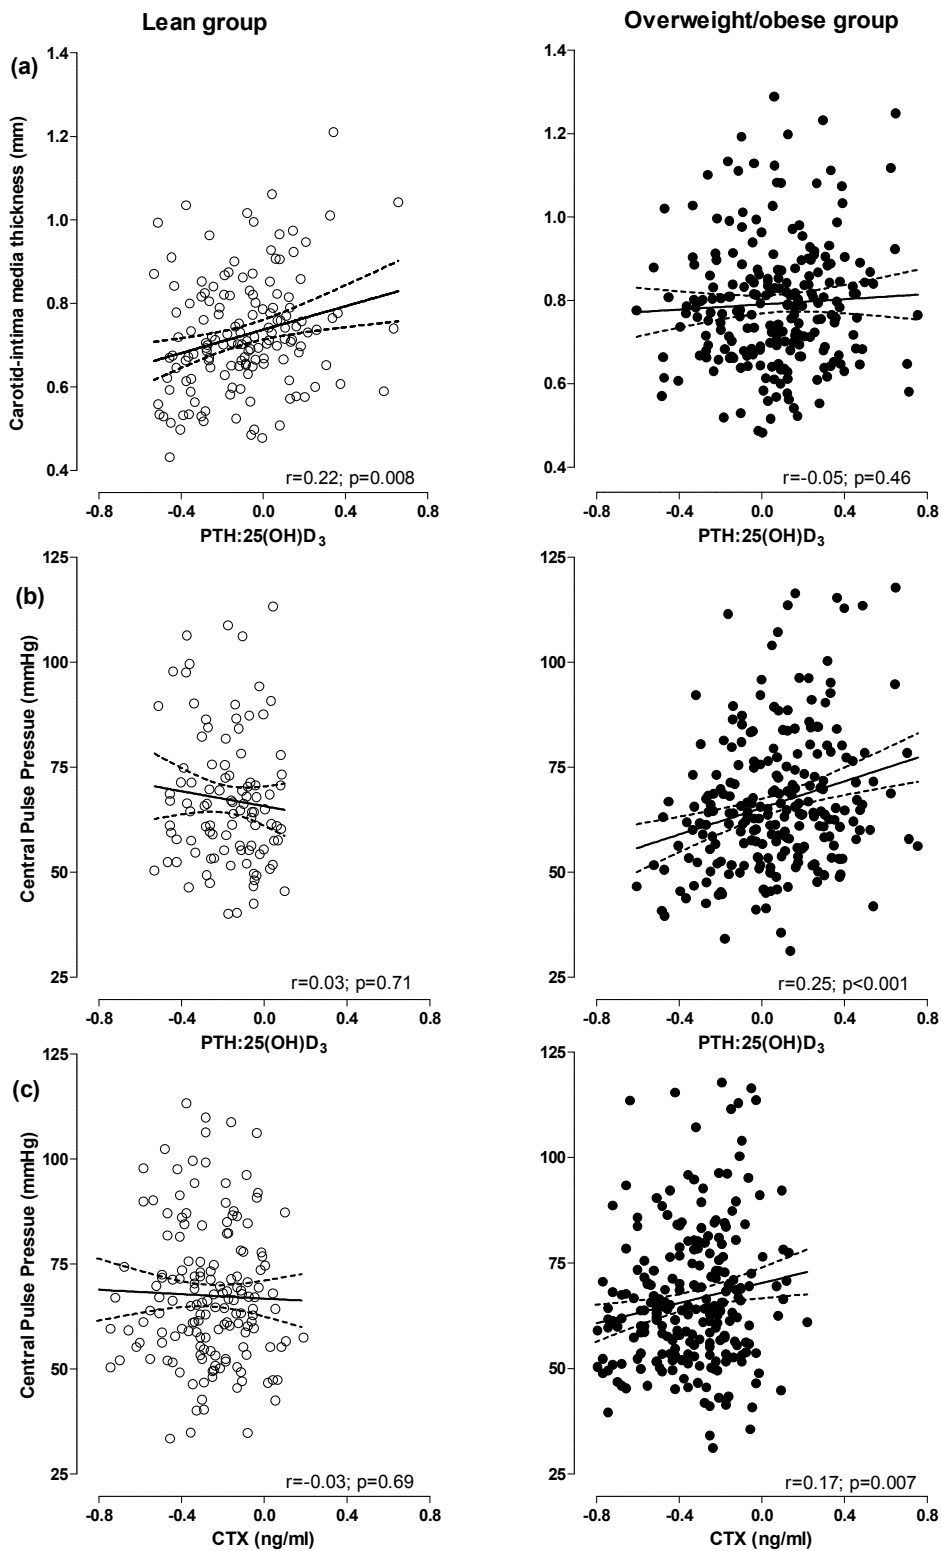 Lean group
Overweight/obese group
(a)
Carotid-intima media thickness (mm)
1.4
1.2
1.0
0.8
0.6
0.4
r=0.22; p=0.008
-0.8 -0.4 0.0 0.4 0.8
PTH:25(OH)D3
1.4
1.2
1.0
0.8
0.6
0.4
r=-0.05; p=0.46
-0.8 -0.4 0.0 0.4 0.8
PTH:25(OH)D3
(b)
Central Pulse Pressue (mmHg)
125
100
75
50
25
r=0.03; p=0.71
-0.8 -0.4 0.0 0.4 0.8
PTH:25(OH)D3
125
100
75
50
25
r=0.25; p<0.001
-0.8 -0.4 0.0 0.4 0.8
PTH:25(OH)D3
(c)
Central Pulse Pressue (mmHg)
125
100
75
50
25
r=-0.03; p=0.69
-0.8 -0.4 0.0 0.4 0.8
CTX (ng/ml)
125
100
75
50
25
r=0.17; p=0.007
-0.8 -0.4 0.0 0.4 0.8
CTX (ng/ml)